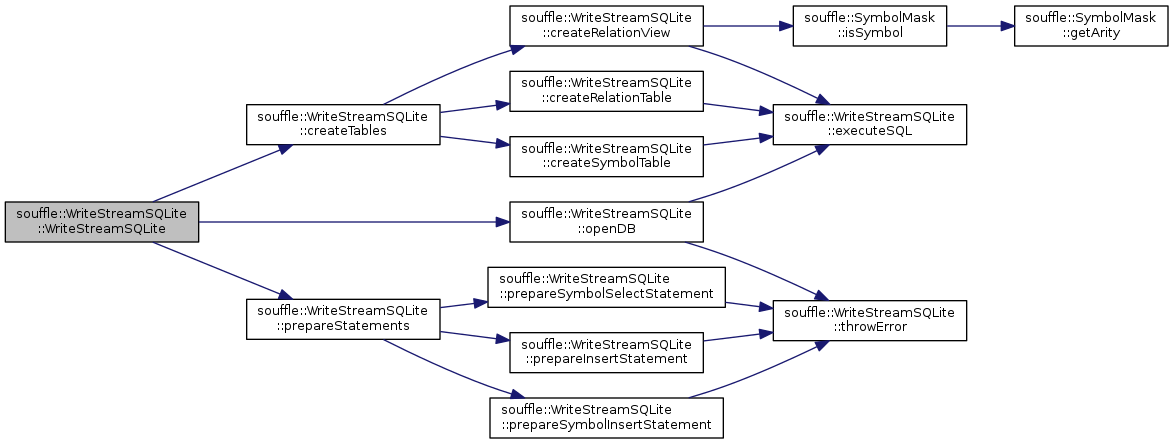 souffle::WriteStreamSQLite
::WriteStreamSQLite
souffle::WriteStreamSQLite
::createTables
souffle::WriteStreamSQLite
::createRelationView
souffle::SymbolMask
::isSymbol
souffle::SymbolMask
::getArity
souffle::WriteStreamSQLite
::createRelationTable
souffle::WriteStreamSQLite
::executeSQL
souffle::WriteStreamSQLite
::createSymbolTable
souffle::WriteStreamSQLite
::openDB
souffle::WriteStreamSQLite
::prepareStatements
souffle::WriteStreamSQLite
::prepareSymbolSelectStatement
souffle::WriteStreamSQLite
::throwError
souffle::WriteStreamSQLite
::prepareInsertStatement
souffle::WriteStreamSQLite
::prepareSymbolInsertStatement